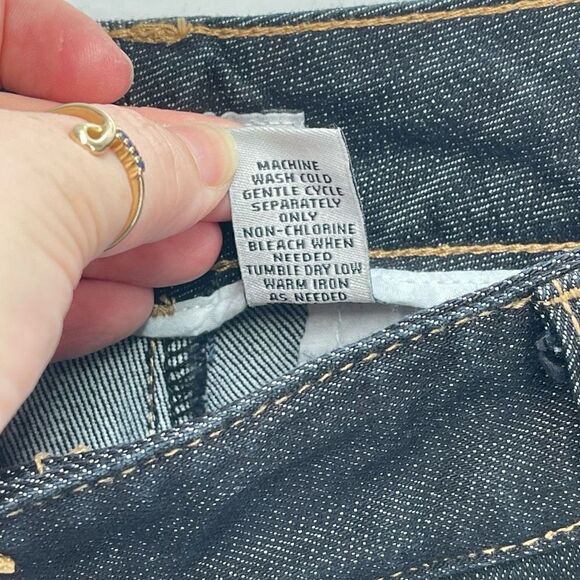 MACHINE
WASH COLD
GENTLE CYCLE
SEPARATELY
ONLY
NON-CHLORINE
BLEACH WHEN
NEEDED
TUMBLE DRY LOW
WARM IRON
AS NEEDED